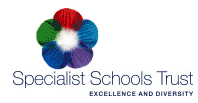 Specialist Schools Trust
EXCELLENCE AND DIVERSITY